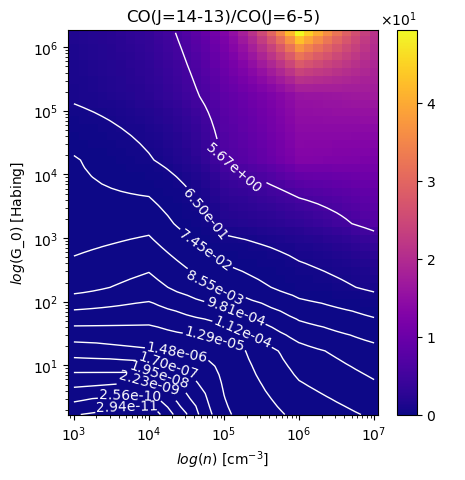 CO(J=14-13)/CO(J=6-5)
×10¹
10⁶
10⁵
10⁴
10³
10²
10¹
log(G_0) [Habing]
5.67e+00
6.50e-01
7.45e-02
8.55e-03
9.81e-04
1.12e-04
1.29e-05
1.48e-06
1.70e-07
1.95e-08
2.23e-09
2.56e-10
2.94e-11
10³ 10⁴ 10⁵ 10⁶ 10⁷
log(n) [cm⁻³]
4
3
2
1
0